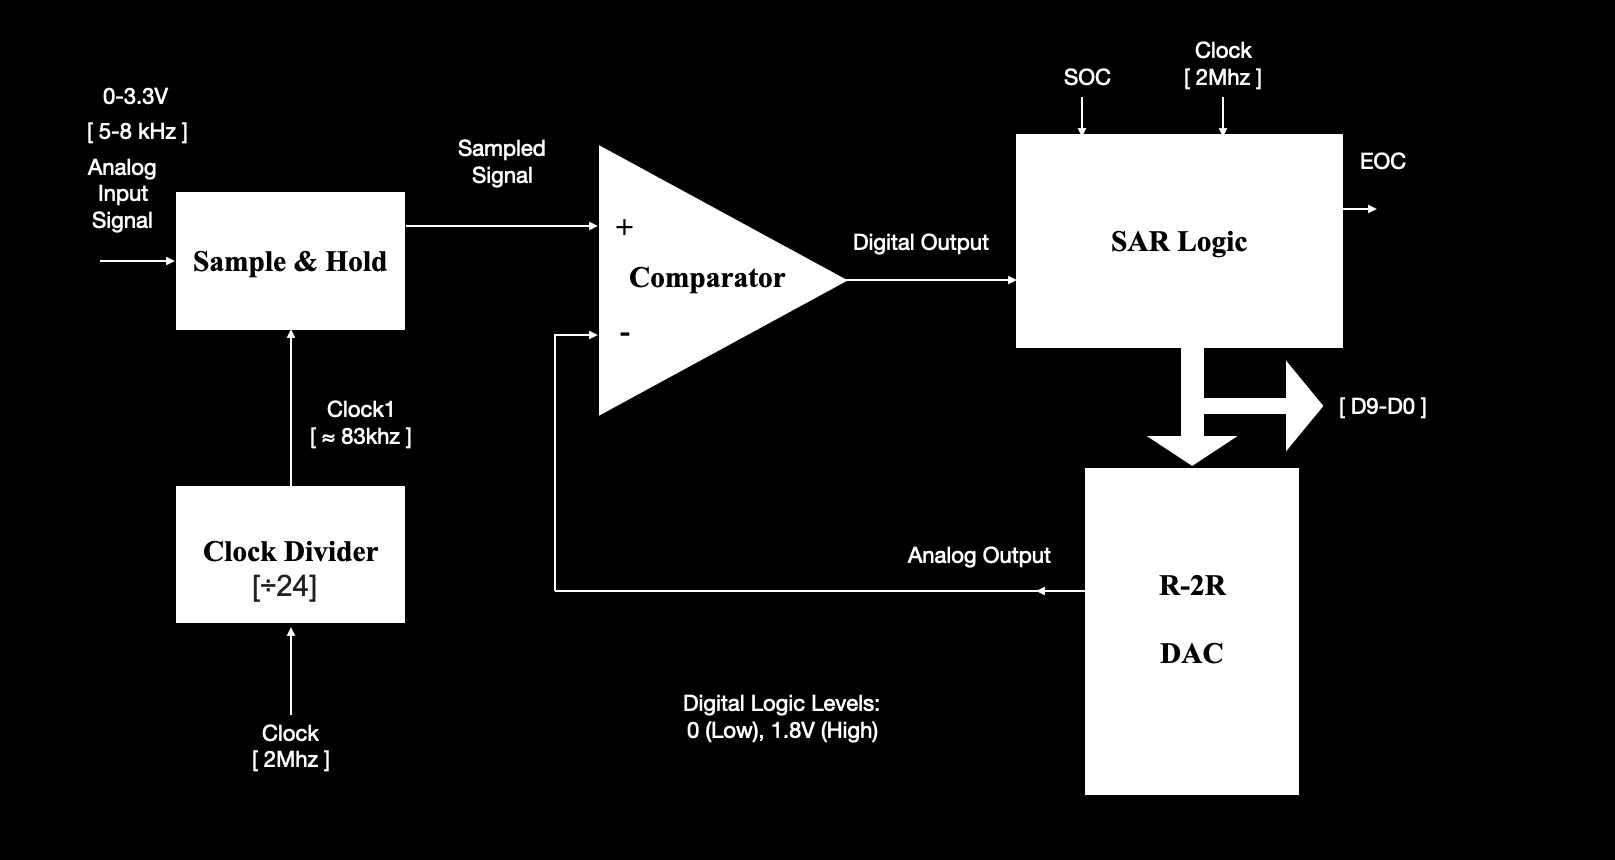 0-3.3V
[ 5-8 kHz ]
Analog
Input
Signal
Sample & Hold
Sampled
Signal
+
Comparator
-
Digital Output
SOC
Clock
[ 2Mhz ]
SAR Logic
EOC
[ D9-D0 ]
Clock1
[ ≈ 83khz ]
Clock Divider
[÷24]
Clock
[ 2Mhz ]
Analog Output
R-2R
DAC
Digital Logic Levels:
0 (Low), 1.8V (High)